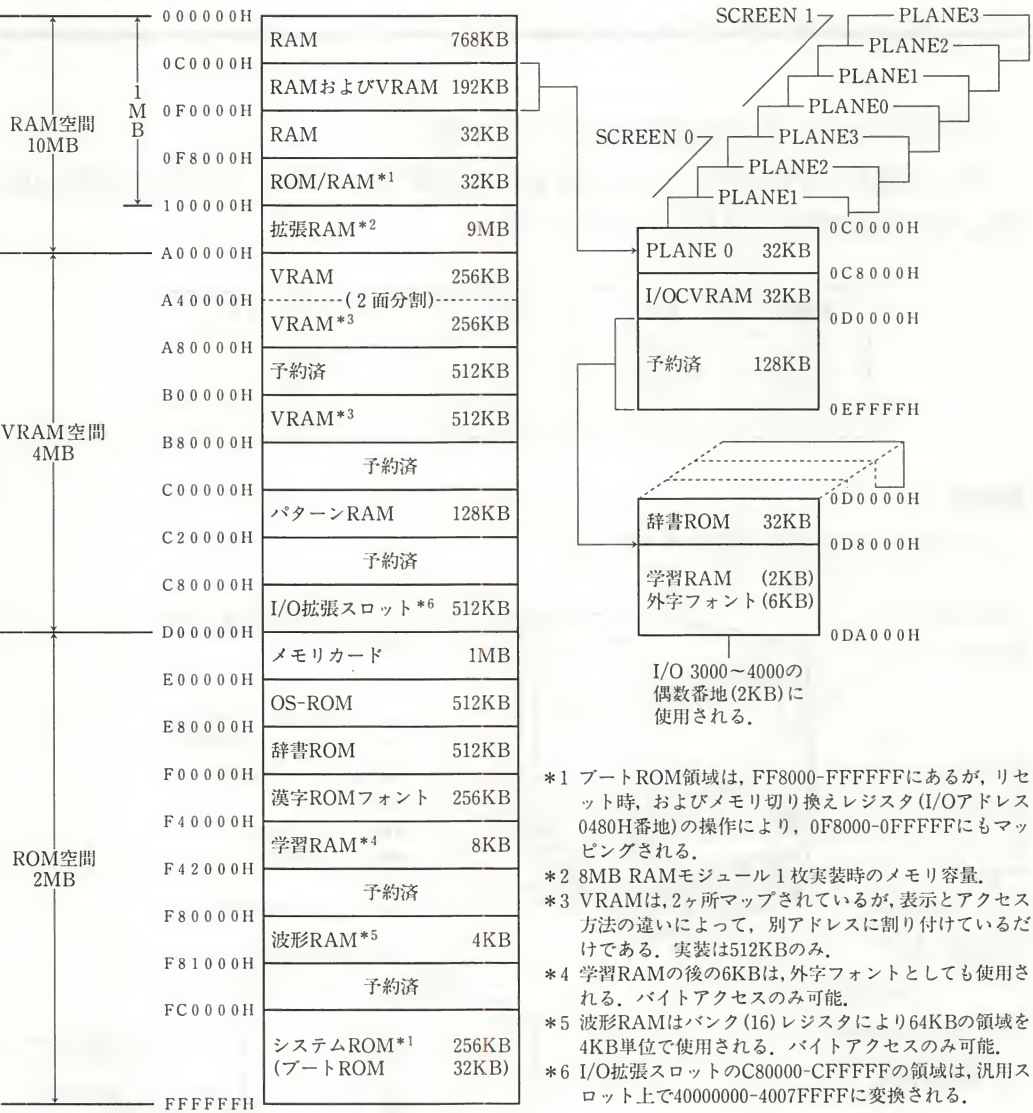 000000H
RAM 768KB
0C0000H
RAMおよびVRAM 192KB
0F0000H
RAM 32KB
0F8000H
ROM/RAM*1 32KB
100000H
拡張RAM*2 9MB
A00000H
VRAM 256KB
A40000H
(2面分割)
VRAM*3 256KB
A80000H
予約済 512KB
B00000H
VRAM*3 512KB
B80000H
予約済
C00000H
パターンRAM 128KB
C20000H
予約済
C80000H
I/O拡張スロット*6 512KB
D00000H
メモリカード 1MB
E00000H
OS-ROM 512KB
E80000H
辞書ROM 512KB
F00000H
漢字ROMフォント 256KB
F40000H
学習RAM*4 8KB
F42000H
予約済
F80000H
波形RAM*5 4KB
F81000H
予約済
FC0000H
システムROM*1 256KB
(ブートROM 32KB)
FFFFFFH
1MB
RAM空間
10MB
VRAM空間
4MB
ROM空間
2MB
SCREEN 1
PLANE3
PLANE2
PLANE1
PLANE0
SCREEN 0
PLANE3
PLANE2
PLANE1
0C0000H
PLANE 0 32KB
0C8000H
I/OCVRAM 32KB
0D0000H
予約済 128KB
0EFFFFH
0D0000H
辞書ROM 32KB
0D8000H
学習RAM (2KB)
外字フォント(6KB)
0DA000H
I/O 3000～4000の
偶数番地(2KB)に
使用される．
*1 ブートROM領域は，FF8000-FFFFFFにあるが，リセ
ット時，およびメモリ切り換えレジスタ(I/Oアドレス
0480H番地)の操作により，0F8000-0FFFFFにもマッ
ピングされる．
*2 8MB RAMモジュール1枚実装時のメモリ容量．
*3 VRAMは，2ヶ所マップされているが，表示とアクセス
方法の違いによって，別アドレスに割り付けているだ
けである．実装は512KBのみ．
*4 学習RAMの後の6KBは，外字フォントとしても使用さ
れる．バイトアクセスのみ可能．
*5 波形RAMはバンク(16)レジスタにより64KBの領域を
4KB単位で使用される．バイトアクセスのみ可能．
*6 I/O拡張スロットのC80000-CFFFFFの領域は，汎用ス
ロット上で40000000-4007FFFFに変換される．